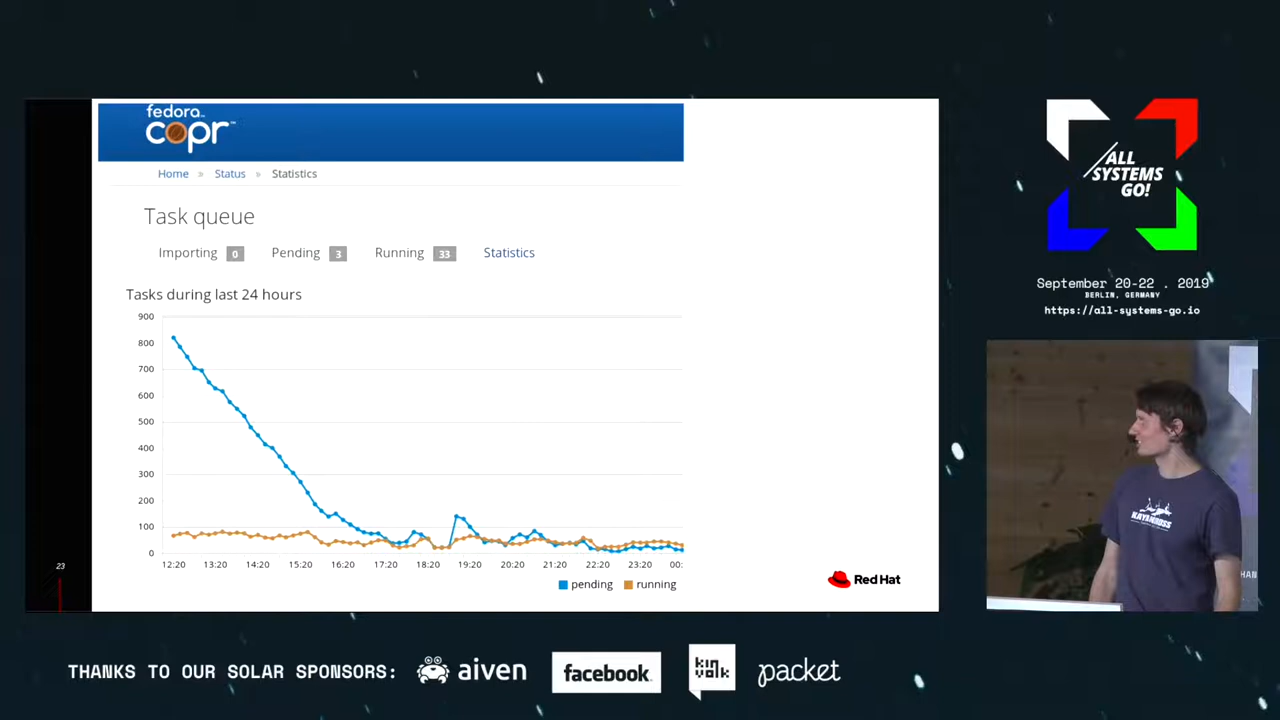 fedora
copr
Home » Status » Statistics
Task queue
Importing 0 Pending 3 Running 33 Statistics
Tasks during last 24 hours
900
800
700
600
500
400
300
200
100
0
12:20 13:20 14:20 15:20 16:20 17:20 18:20 19:20 20:20 21:20 22:20 23:20 00:
pending running
23
Red Hat
ALL
SYSTEMS
GO!
September 20-22 . 2019
BERLIN, GERMANY
https://all-systems-go.io
THANKS TO OUR SOLAR SPONSORS: aiven facebook. kinvolk packet